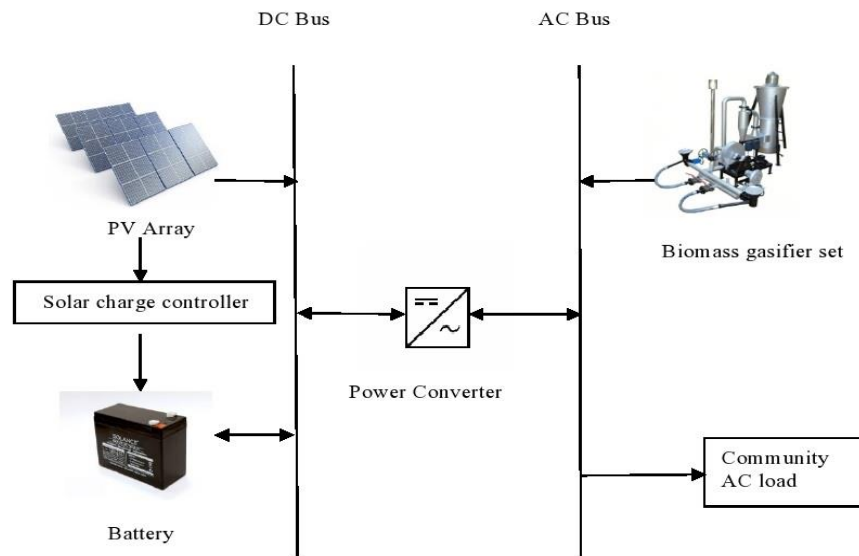 DC Bus
AC Bus
PV Array
Biomass gasifier set
Solar charge controller
Power Converter
Community
AC load
Battery